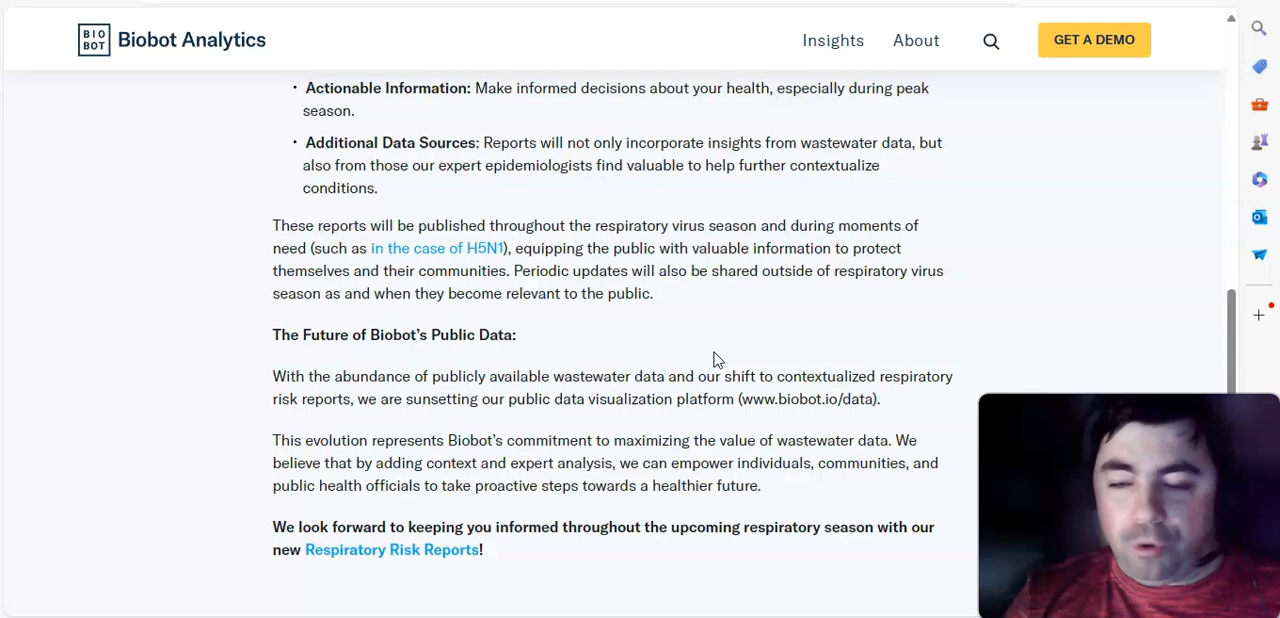 BIO
BOT
Biobot Analytics
Insights
About
GET A DEMO
• Actionable Information: Make informed decisions about your health, especially during peak
season.
• Additional Data Sources: Reports will not only incorporate insights from wastewater data, but
also from those our expert epidemiologists find valuable to help further contextualize
conditions.
These reports will be published throughout the respiratory virus season and during moments of
need (such as in the case of H5N1), equipping the public with valuable information to protect
themselves and their communities. Periodic updates will also be shared outside of respiratory virus
season as and when they become relevant to the public.
The Future of Biobot’s Public Data:
With the abundance of publicly available wastewater data and our shift to contextualized respiratory
risk reports, we are sunsetting our public data visualization platform (www.biobot.io/data).
This evolution represents Biobot’s commitment to maximizing the value of wastewater data. We
believe that by adding context and expert analysis, we can empower individuals, communities, and
public health officials to take proactive steps towards a healthier future.
We look forward to keeping you informed throughout the upcoming respiratory season with our
new Respiratory Risk Reports!